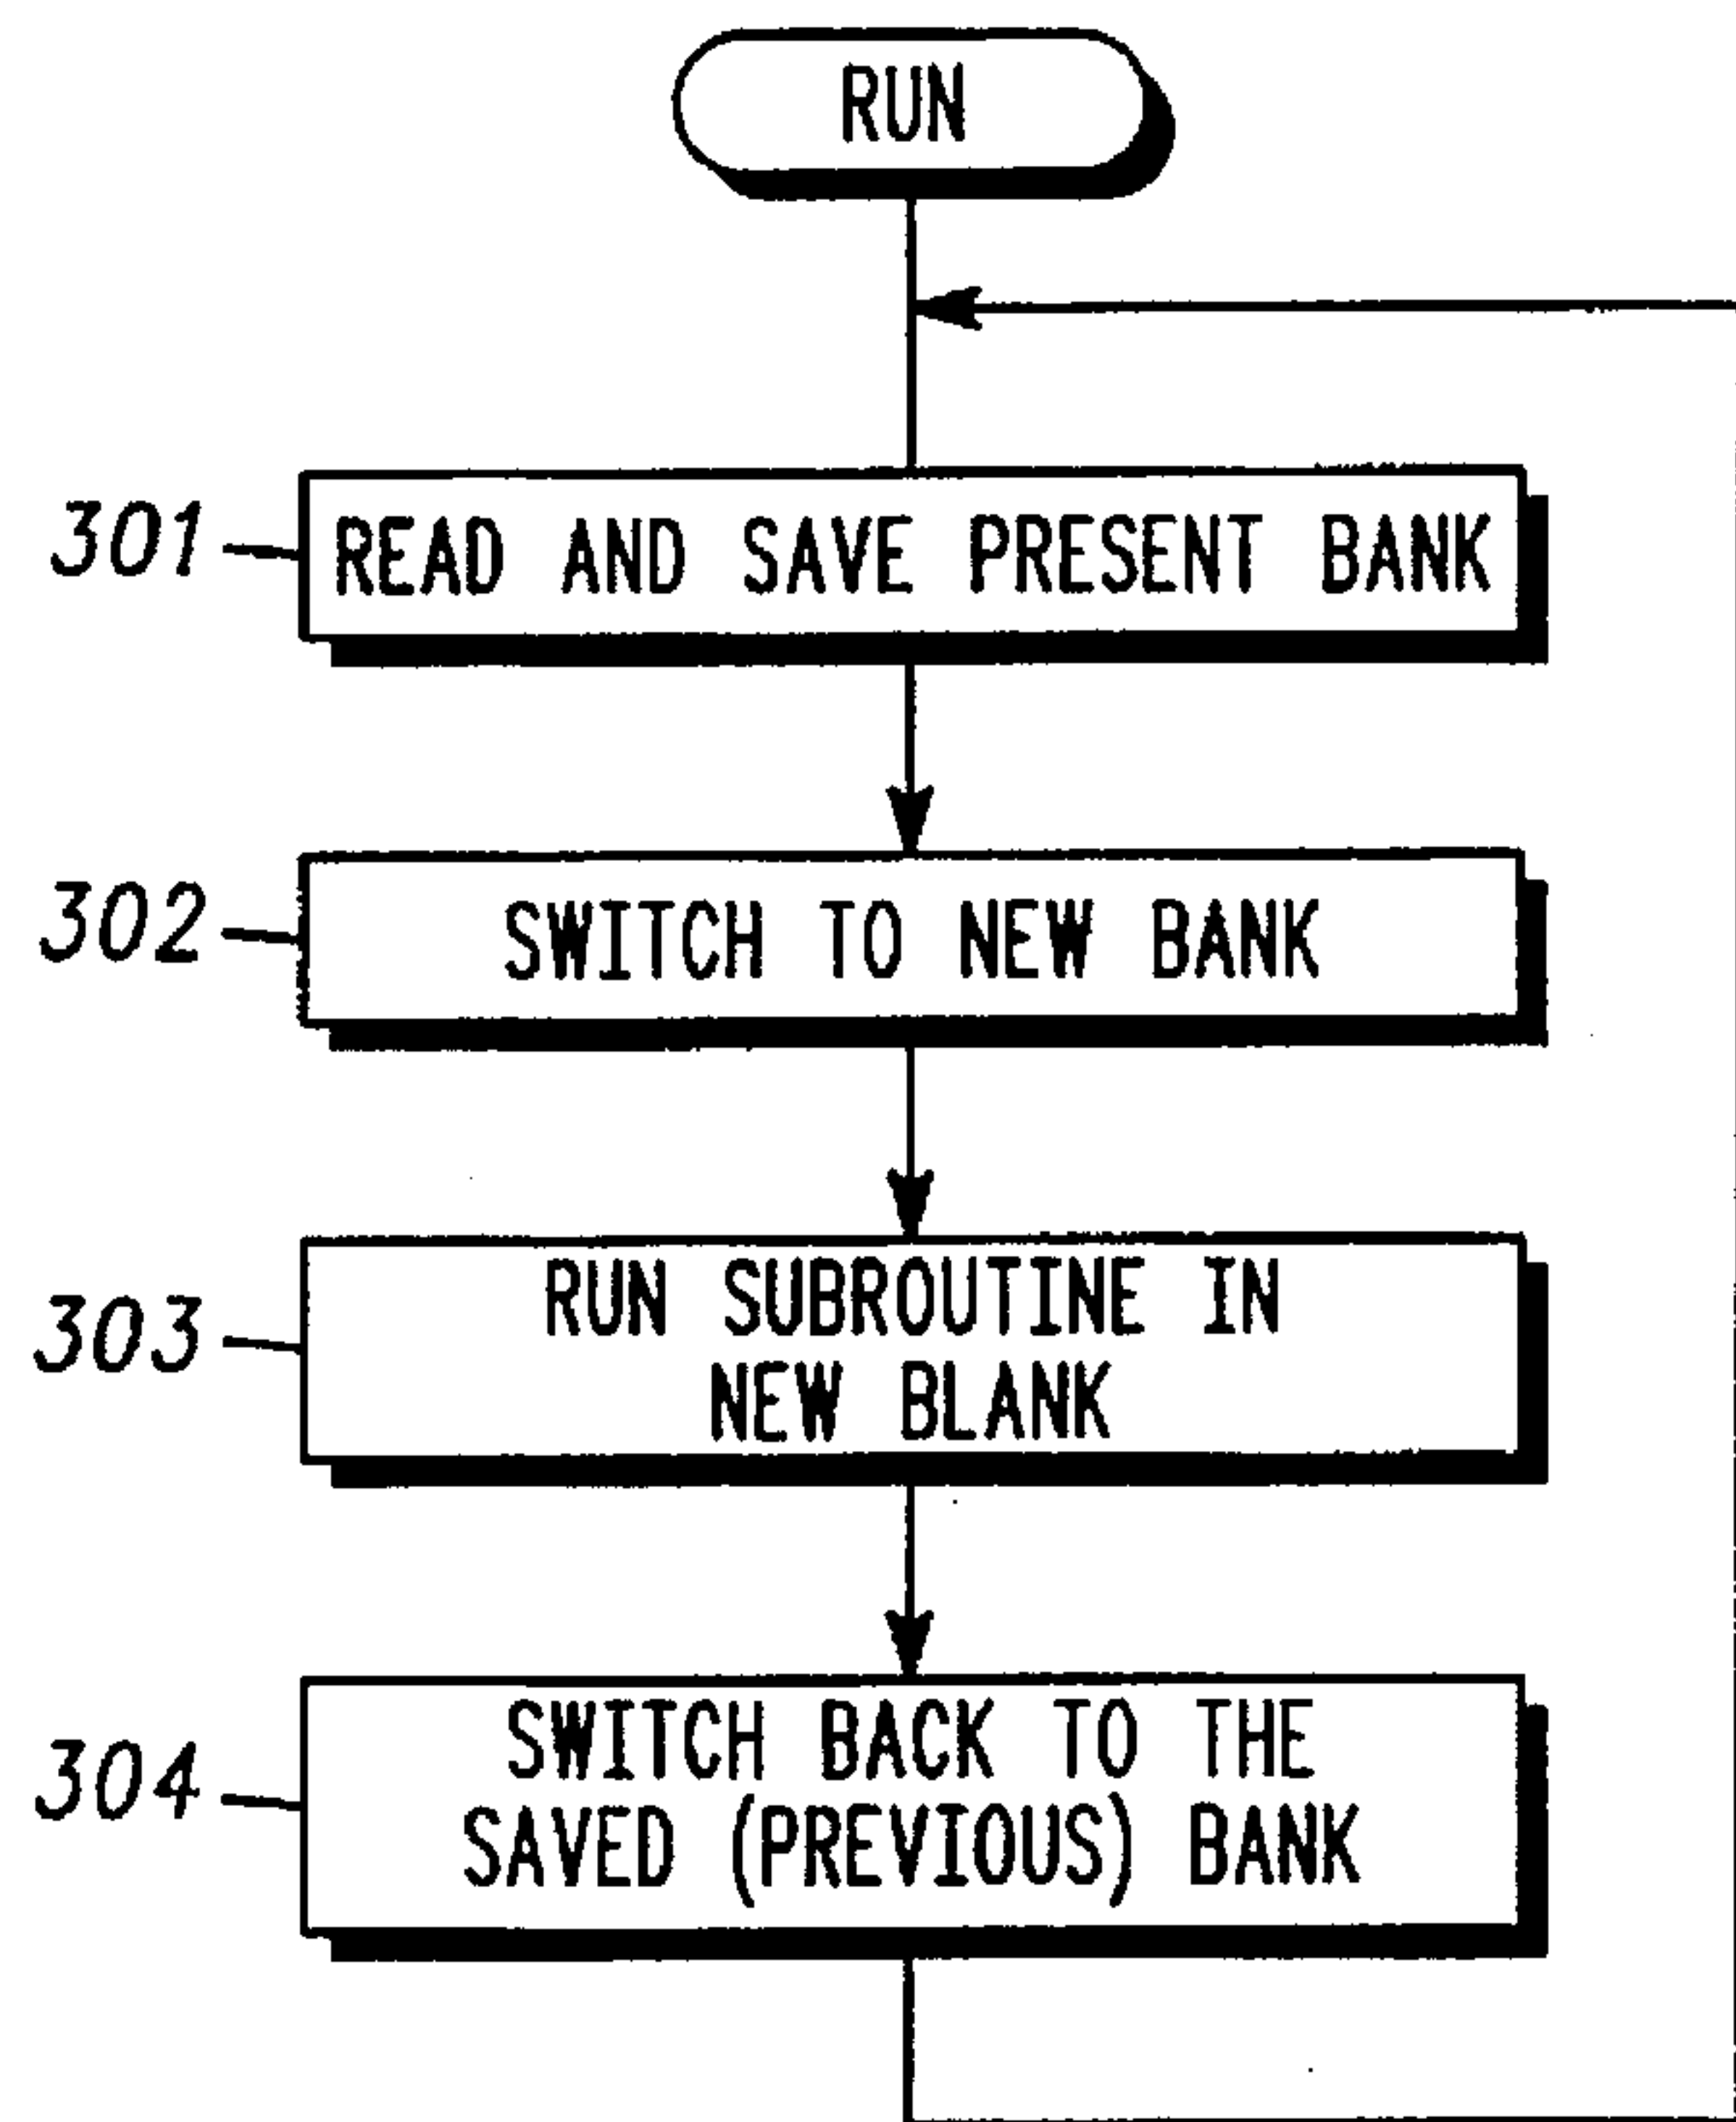 RUN
301
READ AND SAVE PRESENT BANK
302
SWITCH TO NEW BANK
303
RUN SUBROUTINE IN
NEW BLANK
304
SWITCH BACK TO THE
SAVED (PREVIOUS) BANK